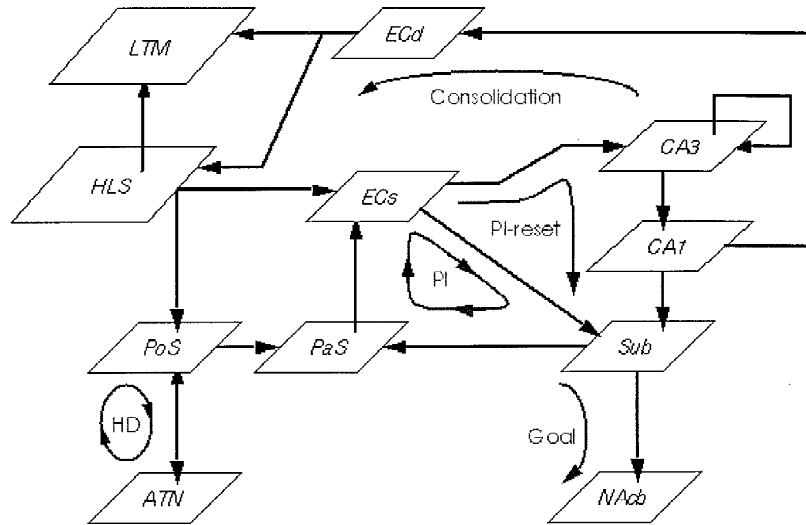 LTM
ECd
Consolidation
CA3
HLS
ECs
PI-reset
CA1
PI
PoS
PaS
Sub
HD
Goal
ATN
NAcb